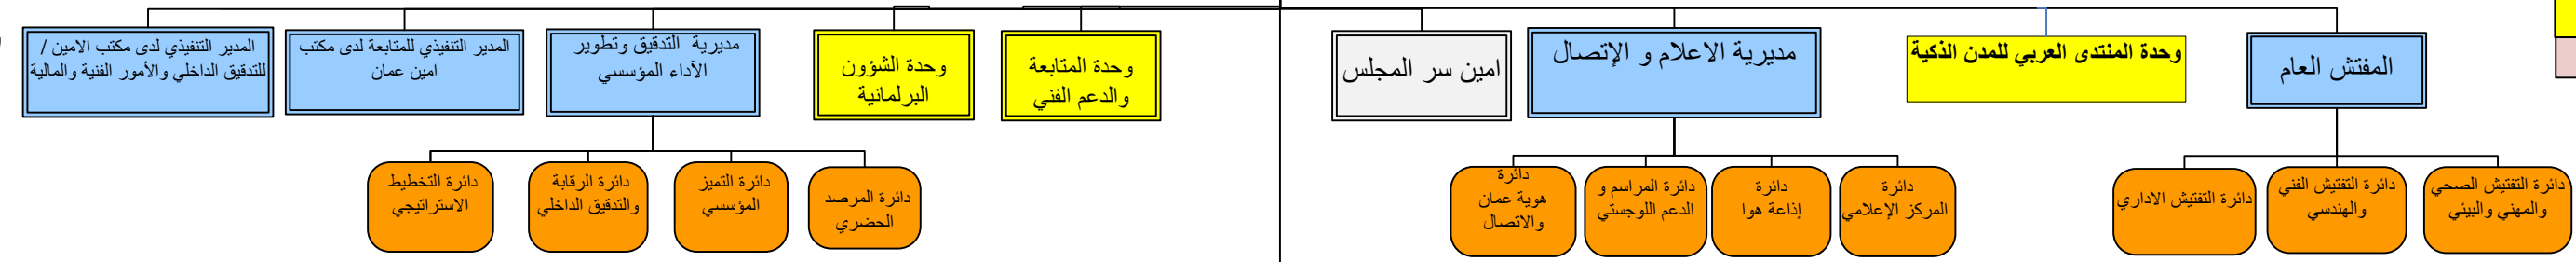 المفتش العام
وحدة المنتدى العربي للمدن الذكية
مديرية الاعلام و الإتصال
امين سر المجلس
وحدة المتابعة
والدعم الفني
وحدة الشؤون
البرلمانية
مديرية التدقيق وتطوير
الآداء المؤسسي
المدير التنفيذي للمتابعة لدى مكتب
امين عمان
المدير التنفيذي لدى مكتب الامين /
للتدقيق الداخلي والأمور الفنية والمالية
دائرة التفتيش الصحي
والمهني والبيئي
دائرة التفتيش الفني
والهندسي
دائرة التفتيش الاداري
دائرة
المركز الإعلامي
دائرة
إذاعة هوا
دائرة المراسم و
الدعم اللوجستي
دائرة
هوية عمان
والاتصال
دائرة المرصد
الحضري
دائرة التميز
المؤسسي
دائرة الرقابة
والتدقيق الداخلي
دائرة التخطيط
الاستراتيجي